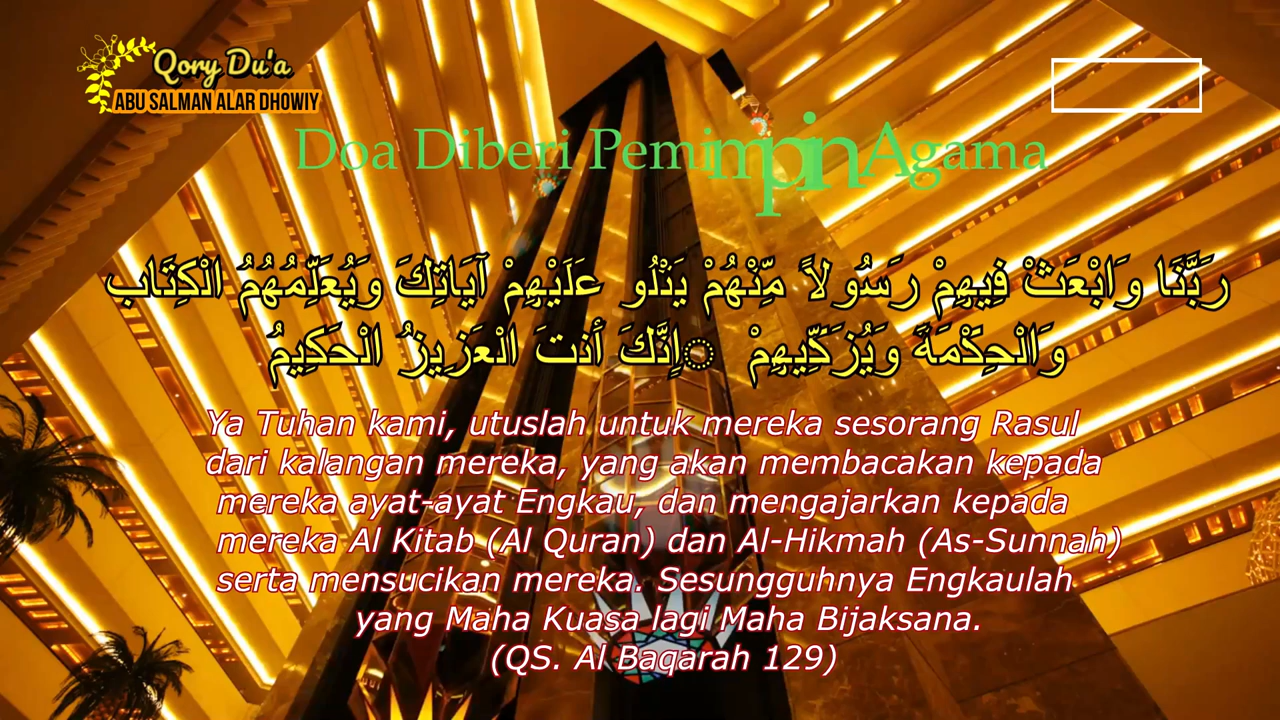 Qory Du'a
ABU SALMAN ALAR DHOWIY
Doa Diberi Pemimpin Agama
رَبَّنَا وَابْعَثْ فِيهِمْ رَسُولاً مِّنْهُمْ يَتْلُو عَلَيْهِمْ آيَاتِكَ وَيُعَلِّمُهُمُ الْكِتَاب
وَالْحِكْمَةَ وَيُزَكِّيهِمْ ◌ۚإِنَّكَ أَنتَ الْعَزِيزُ الْحَكِيمُ
Ya Tuhan kami, utuslah untuk mereka sesorang Rasul
dari kalangan mereka, yang akan membacakan kepada
mereka ayat-ayat Engkau, dan mengajarkan kepada
mereka Al Kitab (Al Quran) dan Al-Hikmah (As-Sunnah)
serta mensucikan mereka. Sesungguhnya Engkaulah
yang Maha Kuasa lagi Maha Bijaksana.
(QS. Al Baqarah 129)